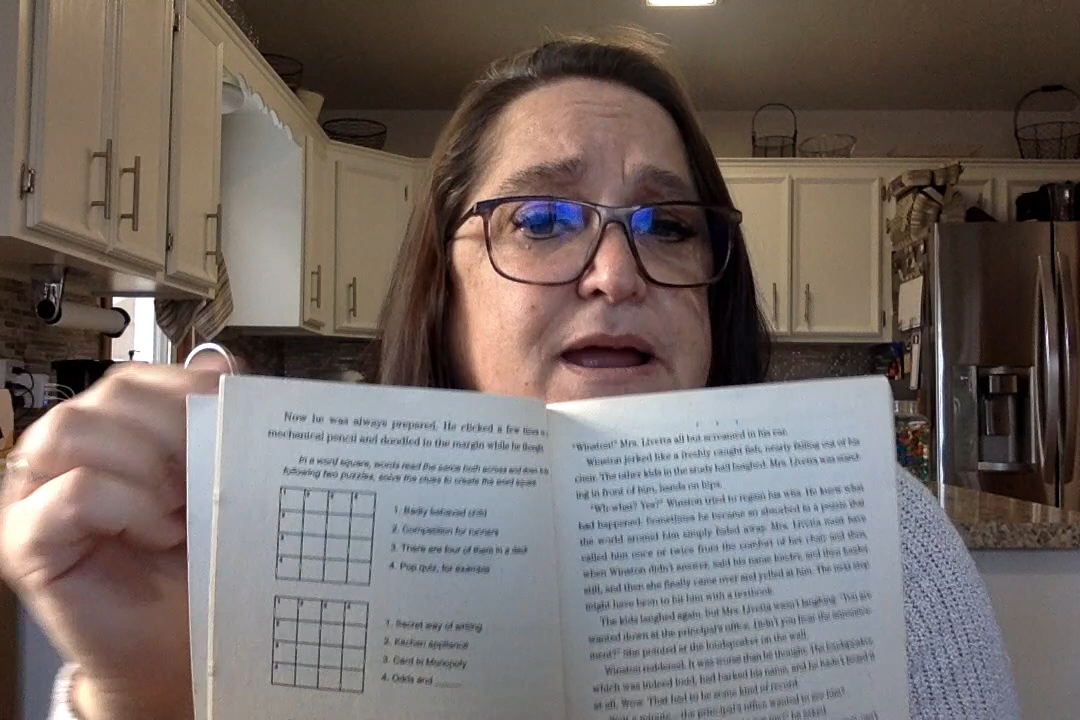 Now he was always prepared. He clicked a few times
mechanical pencil and doodled in the margin while he
In a word square, words read the same both across and down
following two puzzles, solve the clues to create the word
1. Badly behaved child
2. Competition for runners
3. There are four of them in a deck
4. Pop quiz, for example
1. Secret way of writing
2. Kitchen appliance
3. Card in Monopoly
4. Odds and ____
"Winston!" Mrs. Livetta all but screamed in his ear.
Winston jerked like a freshly caught fish, nearly falling out of his
chair. The other kids in the study hall laughed. Mrs. Livetta was
ing in front of him, hands on hips.
"Wh-what? Yes?" Winston tried to regain his wits. He knew what
had happened. Sometimes he became so absorbed in a puzzle that
the world around him simply faded away. Mrs. Livetta must have
called him once or twice from the comfort of her chair and then,
when Winston didn't answer, said his name louder, and then louder
still, and then she finally came over and yelled at him. The next step
might have been to hit him with a textbook.
The kids laughed again, but Mrs. Livetta wasn't laughing. "You are
wanted down at the principal's office. Didn't you hear the
ment?" She pointed at the loudspeaker on the wall.
Winston reddened. It was worse than he thought. The loudspeaker,
which was indeed loud, had barked his name, and he hadn't heard it
at all. Wow. That had to be some kind of record.
the principal's office wanted to see him?
he asked.